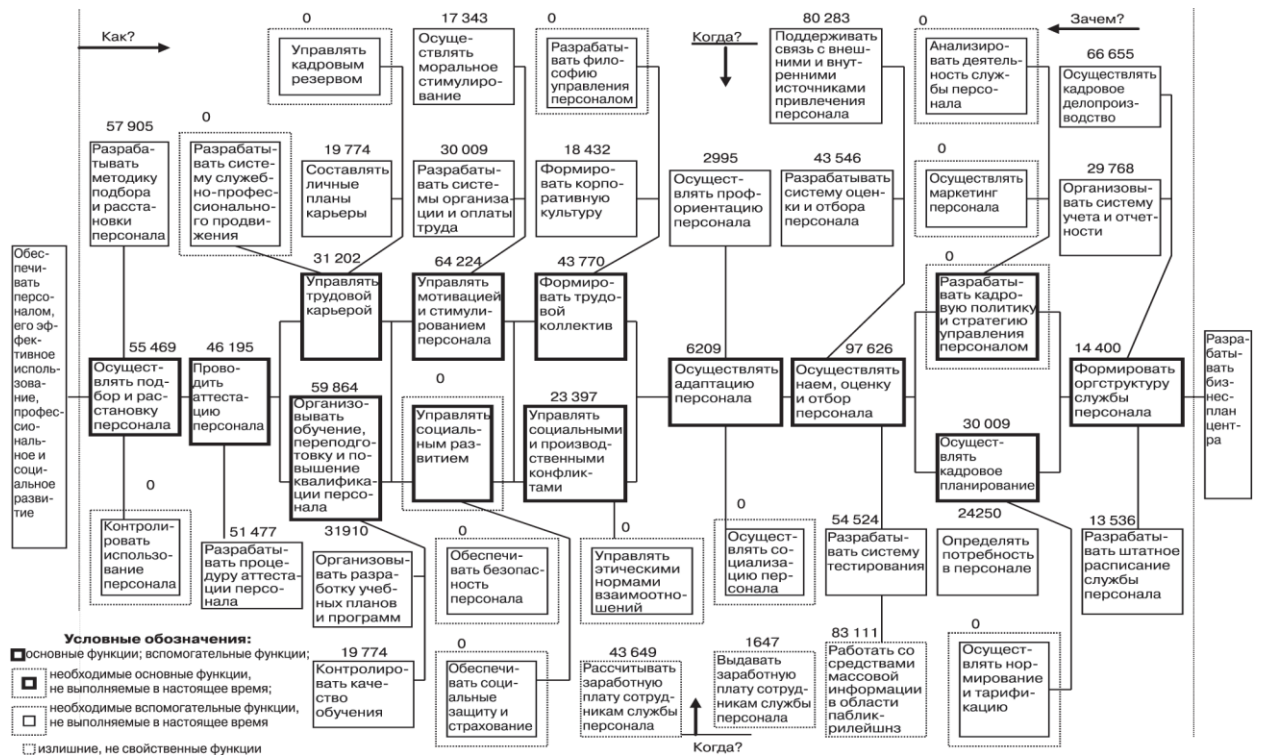 Как?
0
Управлять
кадровым
резервом
17 343
Осуще-
ствлять
моральное
стимулиро-
вание
0
Разрабаты-
вать фило-
софию
управления
персоналом
Когда?
80 283
Поддерживать
связь с внеш-
ними и внут-
ренними
источниками
привлечения
персонала
0
Анализиро-
вать деятель-
ность служ-
бы персо-
нала
Зачем?
66 655
Осуществлять
кадровое
делопроиз-
водство
57 905
Разраба-
тывать
методику
подбора
и расста-
новки
персонала
0
Разрабаты-
вать систе-
му служеб-
но-профес-
сионально-
го продви-
жения
19 774
Составлять
личные
планы
карьеры
30 009
Разрабаты-
вать систе-
мы организа-
ции и оплаты
труда
18 432
Формиро-
вать корпо-
ративную
культуру
2995
Осущест-
влять проф-
ориентацию
персонала
43 546
Разрабатывать
систему оцен-
ки и отбора
персонала
0
Осуществлять
маркетинг
персонала
29 768
Организовы-
вать систему
учета и отчет-
ности
Обес-
печи-
вать
персо-
налом,
его эф-
фек-
тивное
исполь-
зова-
ние,
профес-
сио-
наль-
ное и
соци-
альное
разви-
тие
31 202
Управлять
трудовой
карьерой
64 224
Управлять
мотивацией
и стимули-
рованием
персонала
43 770
Формиро-
вать трудо-
вой
коллектив
0
Разрабаты-
вать кадро-
вую политику
и стратегию
управления
персоналом
55 469
Осущест-
влять под-
бор и рас-
становку
персонала
46 195
Прово-
дить
аттеста-
цию
персонала
6209
Осуществлять
адаптацию
персонала
97 626
Осуществлять
наем, оценку
и отбор
персонала
14 400
Формировать
оргструктуру
службы
персонала
Разра-
баты-
вать
биз-
нес-
план
цент-
ра
59 864
Организо-
вывать
обучение,
переподго-
товку и по-
вышение
квалифика-
ции персо-
нала
0
Управлять
социаль-
ным раз-
витием
23 397
Управлять
социальными
и производ-
ственными
конфлик-
тами
30 009
Осущест-
влять
кадровое
планирование
0
Контроли-
ровать
использо-
вание
персонала
51 477
Разрабаты-
вать проце-
дуру аттес-
тации персо-
нала
31910
Организовы-
вать разра-
ботку учеб-
ных планов
и программ
0
Обеспечи-
вать безопас-
ность
персонала
0
Управлять
этическими
нормами
взаимоотно-
шений
0
Осущест-
влять со-
циализа-
цию пер-
сонала
54 524
Разрабаты-
вать систему
тестирования
24250
Определять
потребность
в персонале
13 536
Разрабаты-
вать штатное
расписание
службы
персонала
19 774
Контролиро-
вать качес-
тво
обучения
0
Обеспечи-
вать соци-
альные
защиту и
страхование
43 649
Рассчитывать
заработную
плату сотруд-
никам службы
персонала
1647
Выдавать
заработную
плату сотруд-
никам службы
персонала
83 111
Работать со
средствами
массовой
информации
в области
паблик-
рилейшнз
0
Осущест-
влять нор-
мирование
и тарифи-
кацию
Когда?
Условные обозначения:
основные функции; вспомогательные функции;
необходимые основные функции,
не выполняемые в настоящее время;
необходимые вспомогательные функции,
не выполняемые в настоящее время
излишние, не свойственные функции